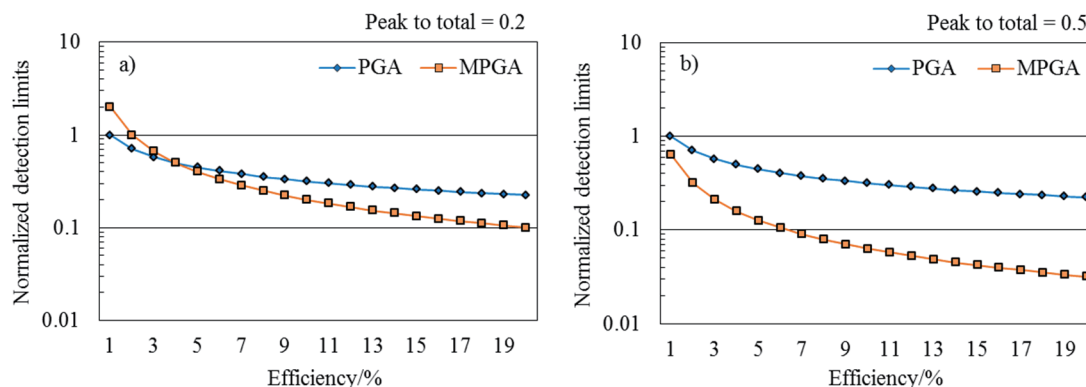 Peak to total = 0.2
a)
PGA
MPGA
Normalized detection limits
10
1
0.1
0.01
1 3 5 7 9 11 13 15 17 19
Efficiency/%
Peak to total = 0.5
b)
PGA
MPGA
Normalized detection limits
10
1
0.1
0.01
1 3 5 7 9 11 13 15 17 19
Efficiency/%